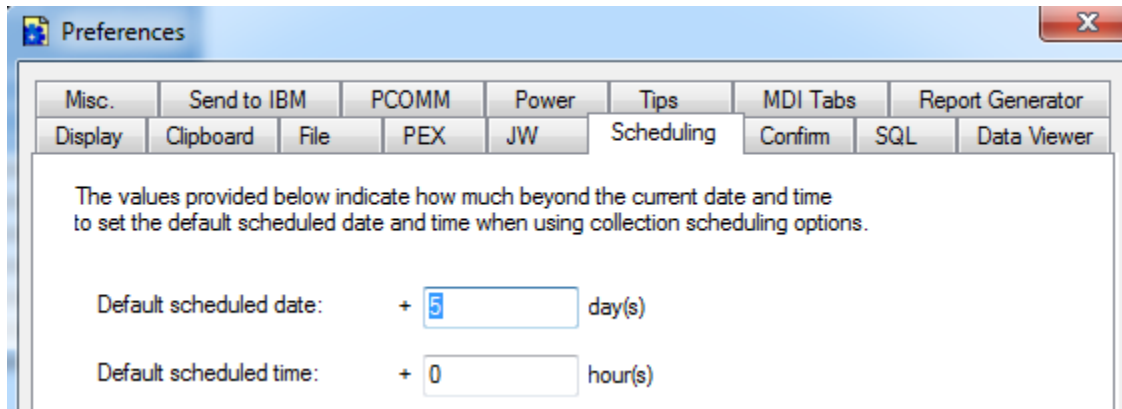 Preferences
Misc. Send to IBM PCOMM Power Tips MDI Tabs Report Generator
Display Clipboard File PEX JW Scheduling Confirm SQL Data Viewer
The values provided below indicate how much beyond the current date and time
to set the default scheduled date and time when using collection scheduling options.
Default scheduled date: + 5 day(s)
Default scheduled time: + 0 hour(s)